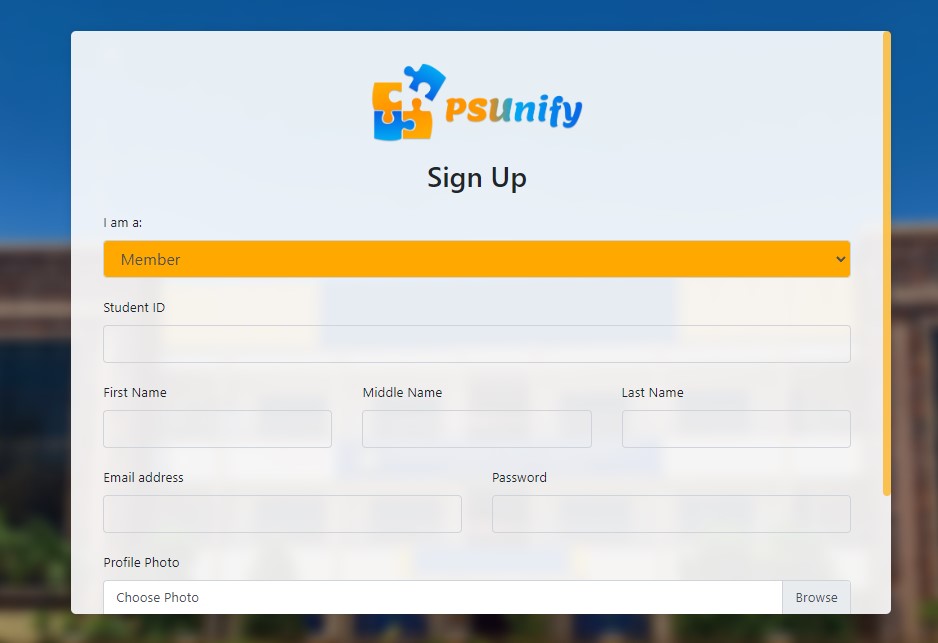 PSUnify
Sign Up
I am a:
Member
Student ID
First Name Middle Name Last Name
Email address Password
Profile Photo
Choose Photo Browse